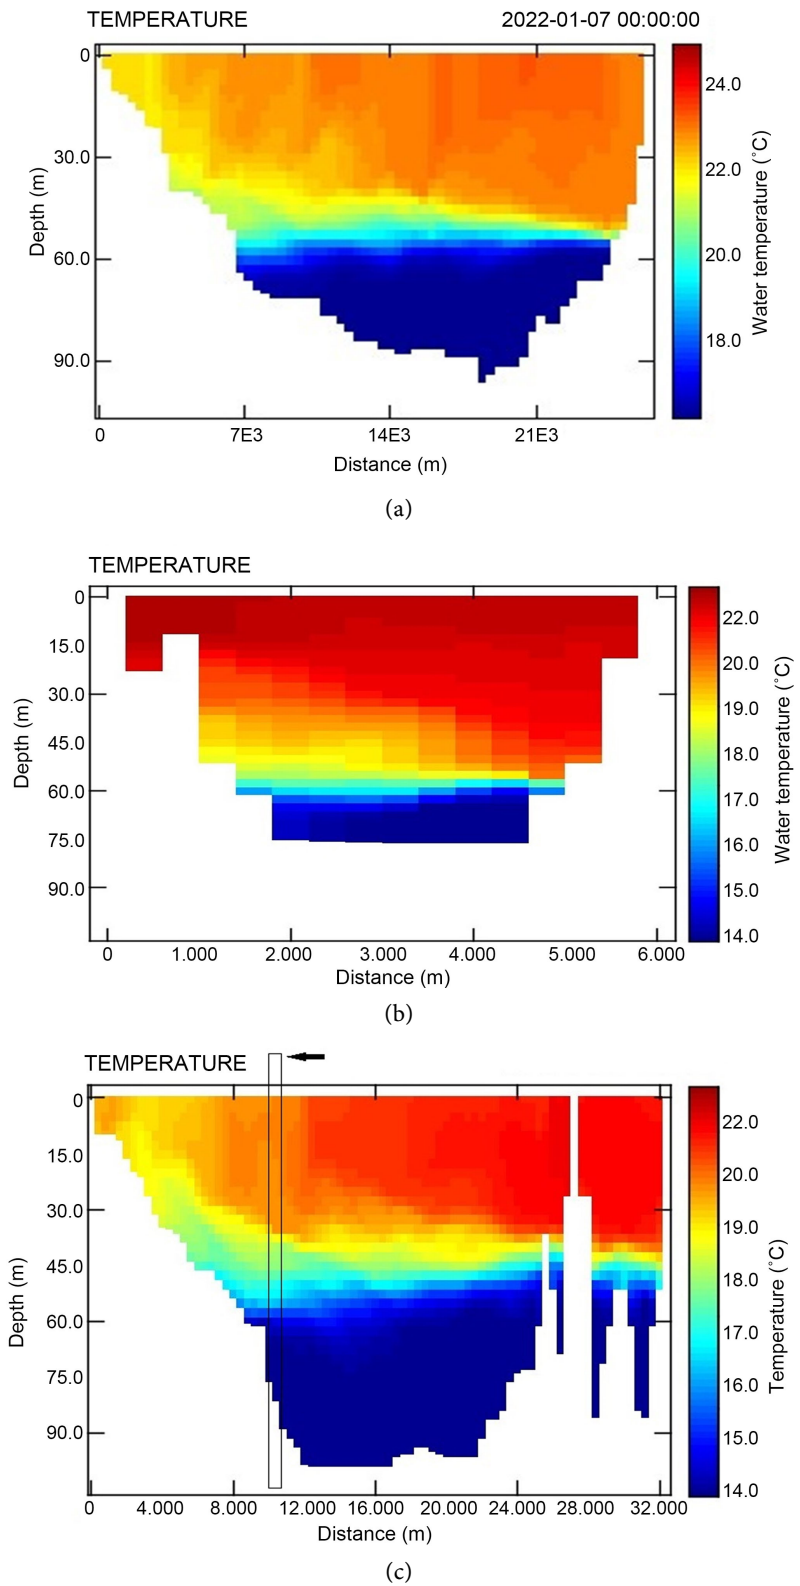 TEMPERATURE 2022-01-07 00:00:00
0
30.0
60.0
90.0
Depth (m)
0 7E3 14E3 21E3
Distance (m)
24.0
22.0
20.0
18.0
Water temperature (°C)
(a)
TEMPERATURE
0
15.0
30.0
45.0
60.0
75.0
90.0
Depth (m)
0 1.000 2.000 3.000 4.000 5.000 6.000
Distance (m)
22.0
20.0
19.0
18.0
17.0
16.0
15.0
14.0
Water temperature (°C)
(b)
TEMPERATURE
0
15.0
30.0
45.0
60.0
75.0
90.0
Depth (m)
0 4.000 8.000 12.000 16.000 20.000 24.000 28.000 32.000
Distance (m)
22.0
20.0
19.0
18.0
17.0
16.0
15.0
14.0
Temperature (°C)
(c)